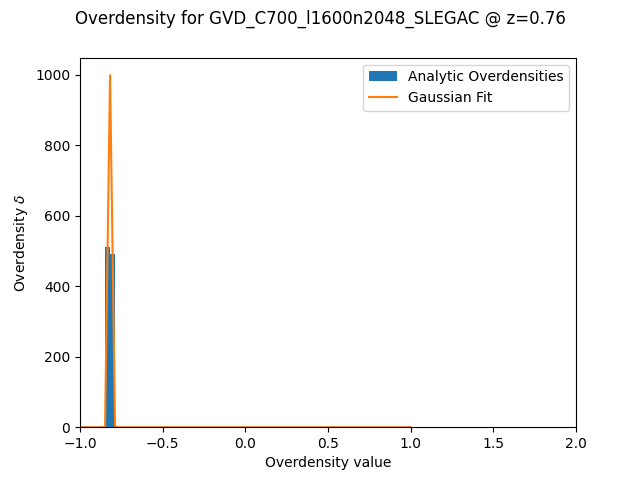 Overdensity for GVD_C700_l1600n2048_SLEGAC @ z=0.76
Analytic Overdensities
Gaussian Fit
Overdensity δ
1000
800
600
400
200
0
−1.0 −0.5 0.0 0.5 1.0 1.5 2.0
Overdensity value